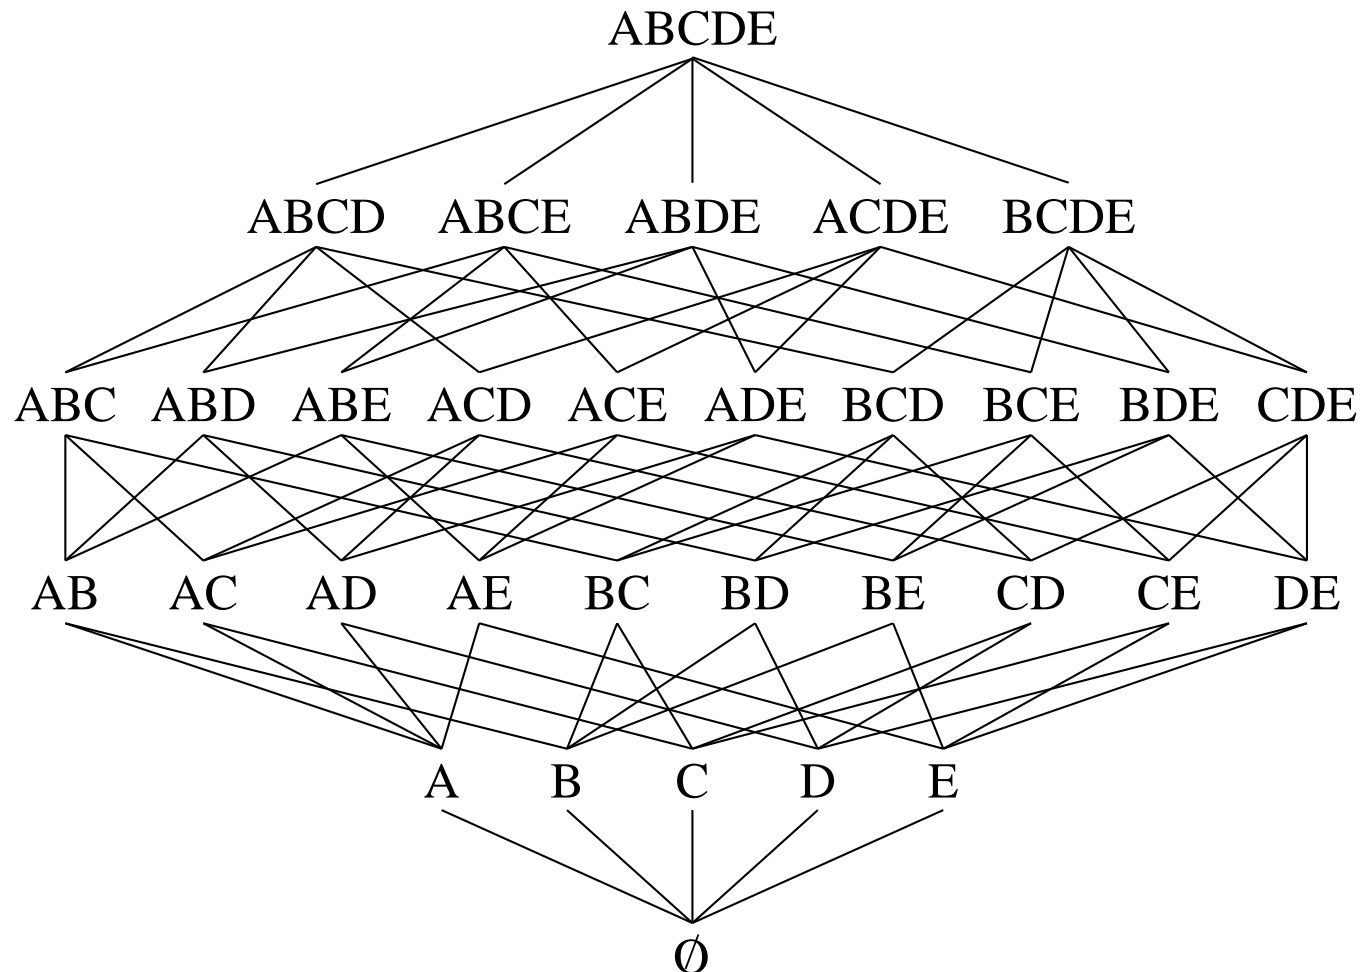 ABCDE
ABCD ABCE ABDE ACDE BCDE
ABC ABD ABE ACD ACE ADE BCD BCE BDE CDE
AB AC AD AE BC BD BE CD CE DE
A B C D E
Ø